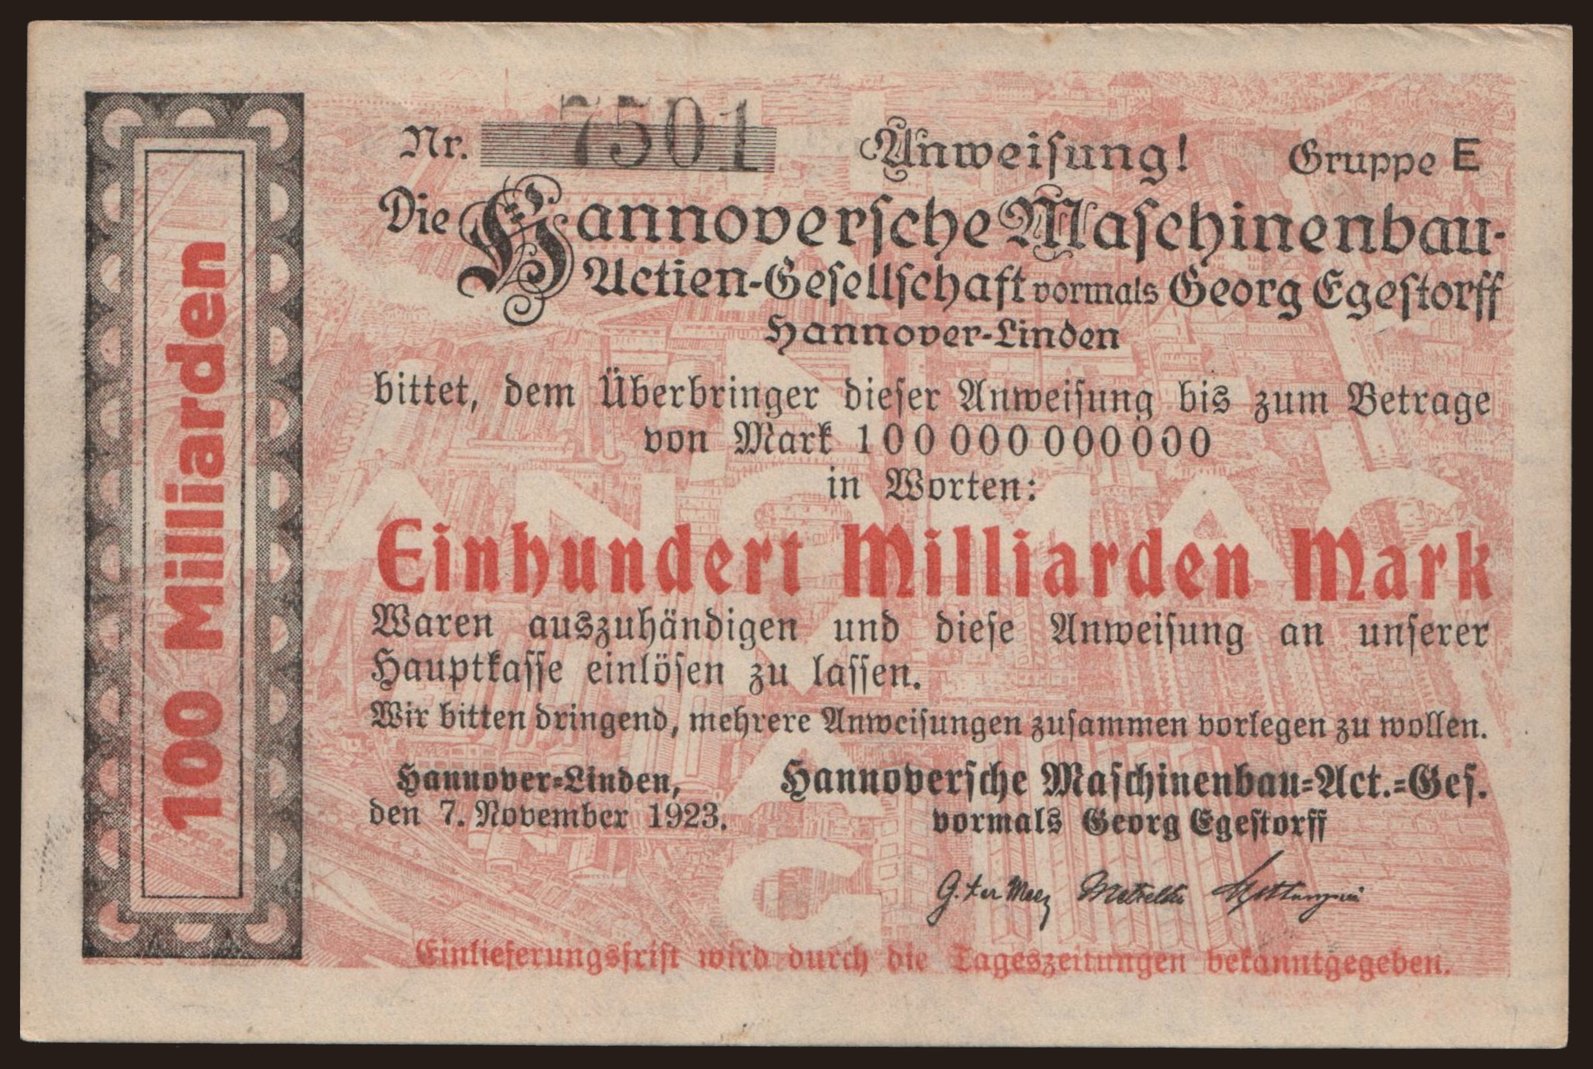 100 Milliarden
Nr. 7501 Anweisung! Gruppe E
Die Hannoversche Maschinenbau-
Actien-Gesellschaft vormals Georg Egestorff
Hannover-Linden
bittet, dem Überbringer dieser Anweisung bis zum Betrage
von Mark 100 000 000 000
in Worten:
Einhundert Milliarden Mark
Waren auszuhändigen und diese Anweisung an unserer
Hauptkasse einlösen zu lassen.
Wir bitten dringend, mehrere Anweisungen zusammen vorlegen zu wollen.
Hannover-Linden,
den 7. November 1923.
Hannoversche Maschinenbau-Act.-Ges.
vormals Georg Egestorff
Einlieferungsfrist wird durch die Tageszeitungen bekanntgegeben.
HANOMAG